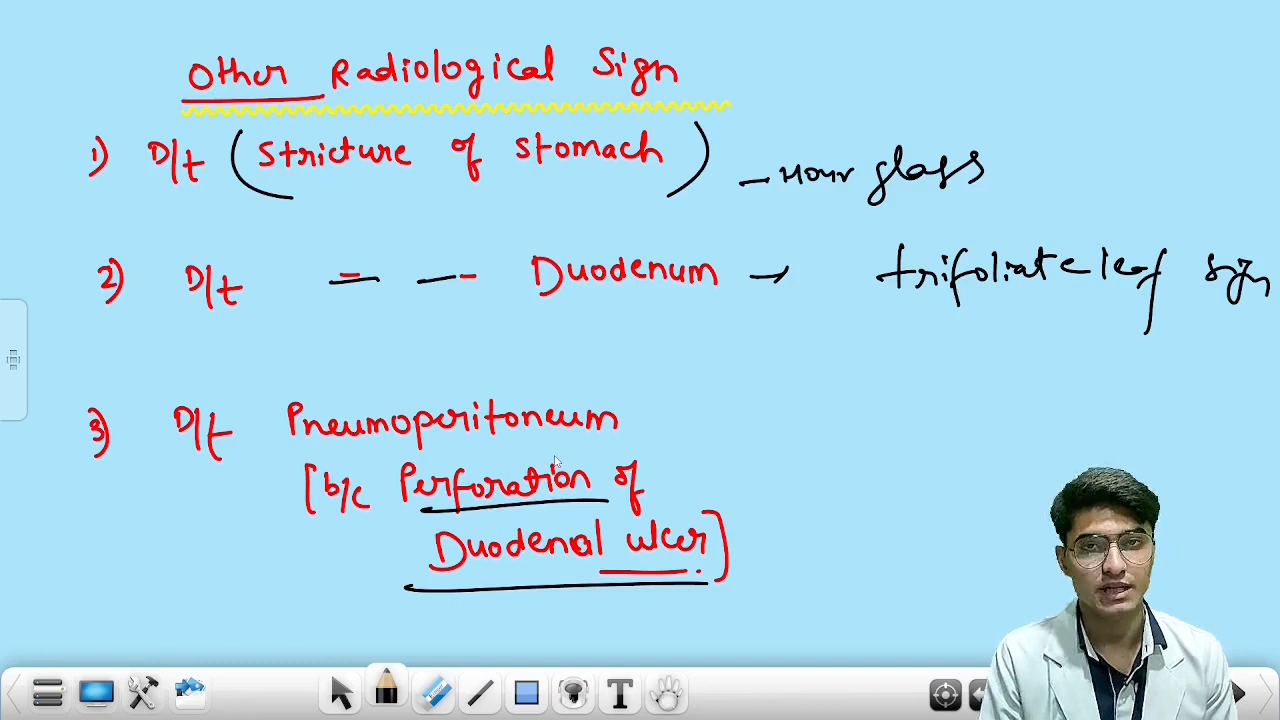 Other Radiological Sign
1) D/t (Stricture of stomach) - Hour glass
2) D/t = - - Duodenum → trifoliate leaf sign
3) D/t Pneumoperitoneum
[b/c Perforation of
Duodenal ulcer.]
T